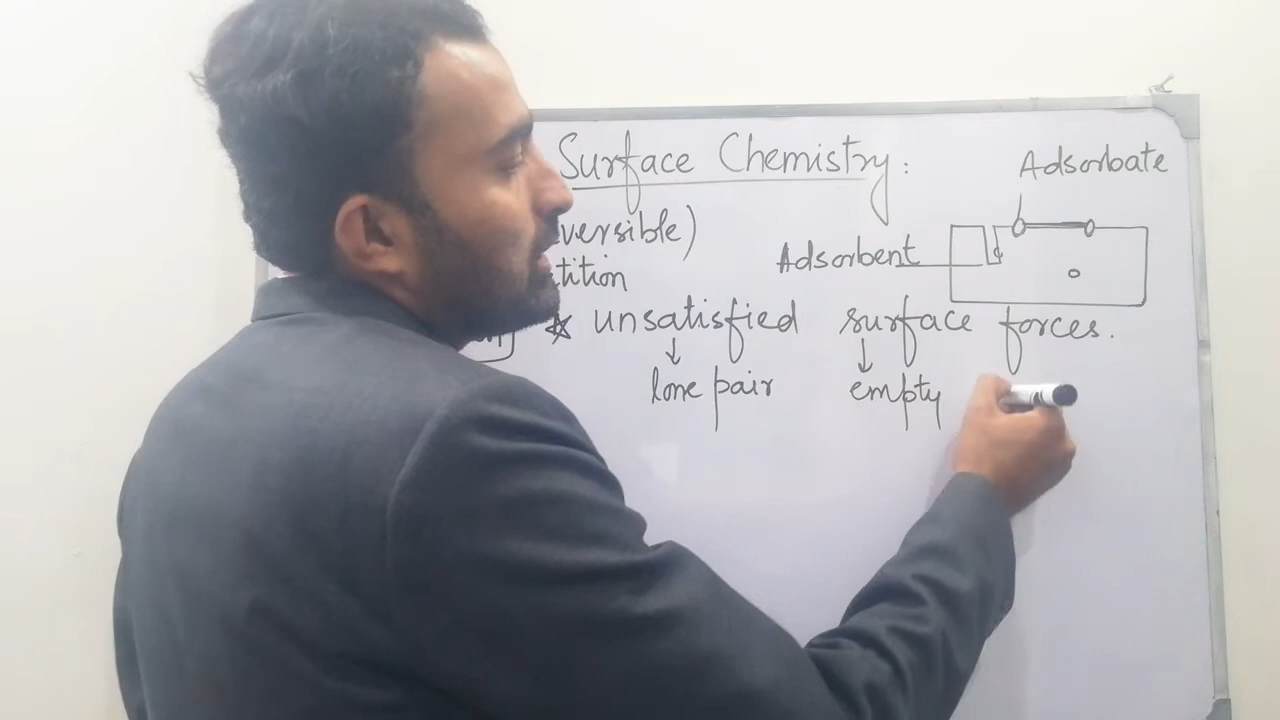 Surface Chemistry:
Adsorbate
versible)
Adsorbent
tition
unsatisfied surface forces.
lone pair empty